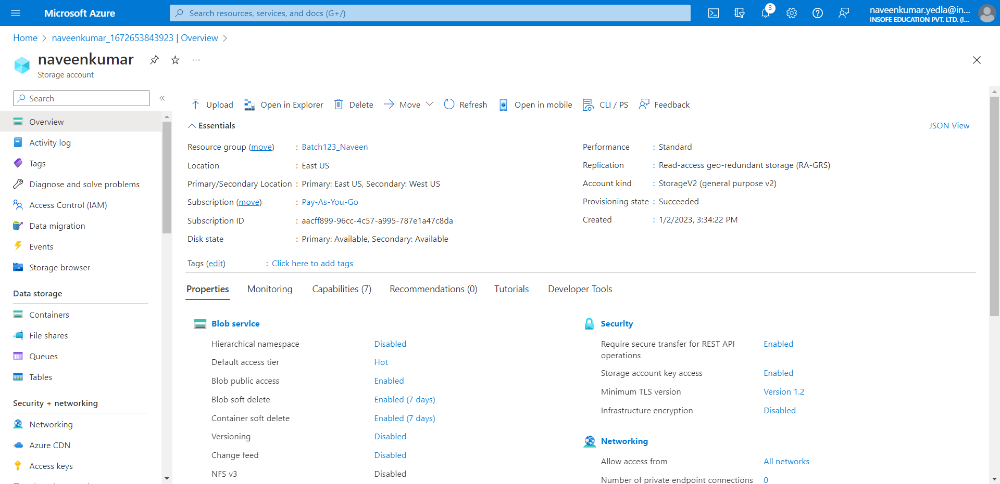 Microsoft Azure
Search resources, services, and docs (G+/)
3
naveenkumar.yedla@in...
INSOFE EDUCATION PVT. LTD. (I...
Home > naveenkumar_1672653843923 | Overview >
naveenkumar
Storage account
Search
Overview
Activity log
Tags
Diagnose and solve problems
Access Control (IAM)
Data migration
Events
Storage browser
Data storage
Containers
File shares
Queues
Tables
Security + networking
Networking
Azure CDN
Access keys
Upload Open in Explorer Delete Move Refresh Open in mobile CLI / PS Feedback
Essentials
JSON View
Resource group (move) : Batch123_Naveen
Location : East US
Primary/Secondary Location : Primary: East US, Secondary: West US
Subscription (move) : Pay-As-You-Go
Subscription ID : aacff899-96cc-4c57-a995-787e1a47c8da
Disk state : Primary: Available, Secondary: Available
Tags (edit) : Click here to add tags
Performance : Standard
Replication : Read-access geo-redundant storage (RA-GRS)
Account kind : StorageV2 (general purpose v2)
Provisioning state : Succeeded
Created : 1/2/2023, 3:34:22 PM
Properties Monitoring Capabilities (7) Recommendations (0) Tutorials Developer Tools
Blob service
Hierarchical namespace Disabled
Default access tier Hot
Blob public access Enabled
Blob soft delete Enabled (7 days)
Container soft delete Enabled (7 days)
Versioning Disabled
Change feed Disabled
NFS v3 Disabled
Security
Require secure transfer for REST API Enabled
operations
Storage account key access Enabled
Minimum TLS version Version 1.2
Infrastructure encryption Disabled
Networking
Allow access from All networks
Number of private endpoint connections 0